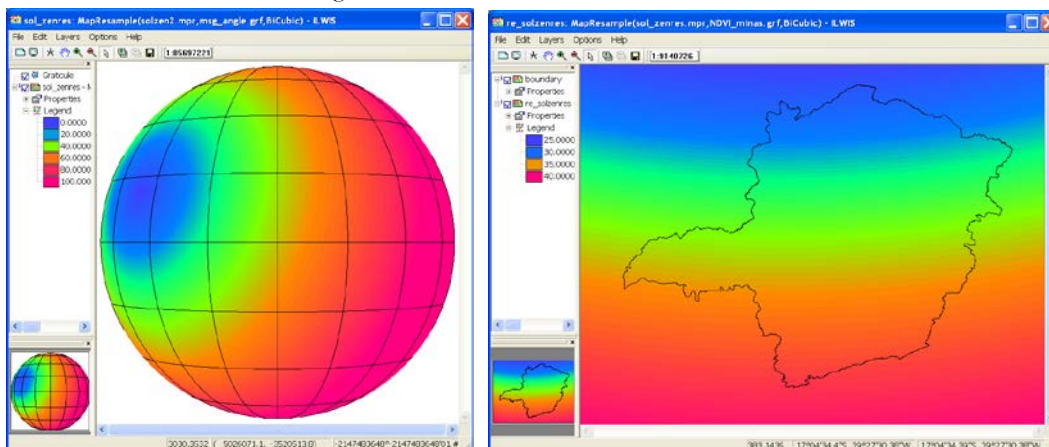 sol_zenres: MapResample(solzen2.mpr,msg_angle.grf,BiCubic) - ILWIS
File Edit Layers Options Help
1:85697221
Graticule
sol_zenres - M
Properties
Legend
0.0000
20.0000
40.0000
60.0000
80.0000
100.0000
re_solzenres: MapResample(sol_zenres.mpr,NDVI_minas.grf,BiCubic) - ILWIS
File Edit Layers Options Help
1:9140226
boundary
Properties
re_solzenres -
Properties
Legend
25.0000
30.0000
35.0000
40.0000